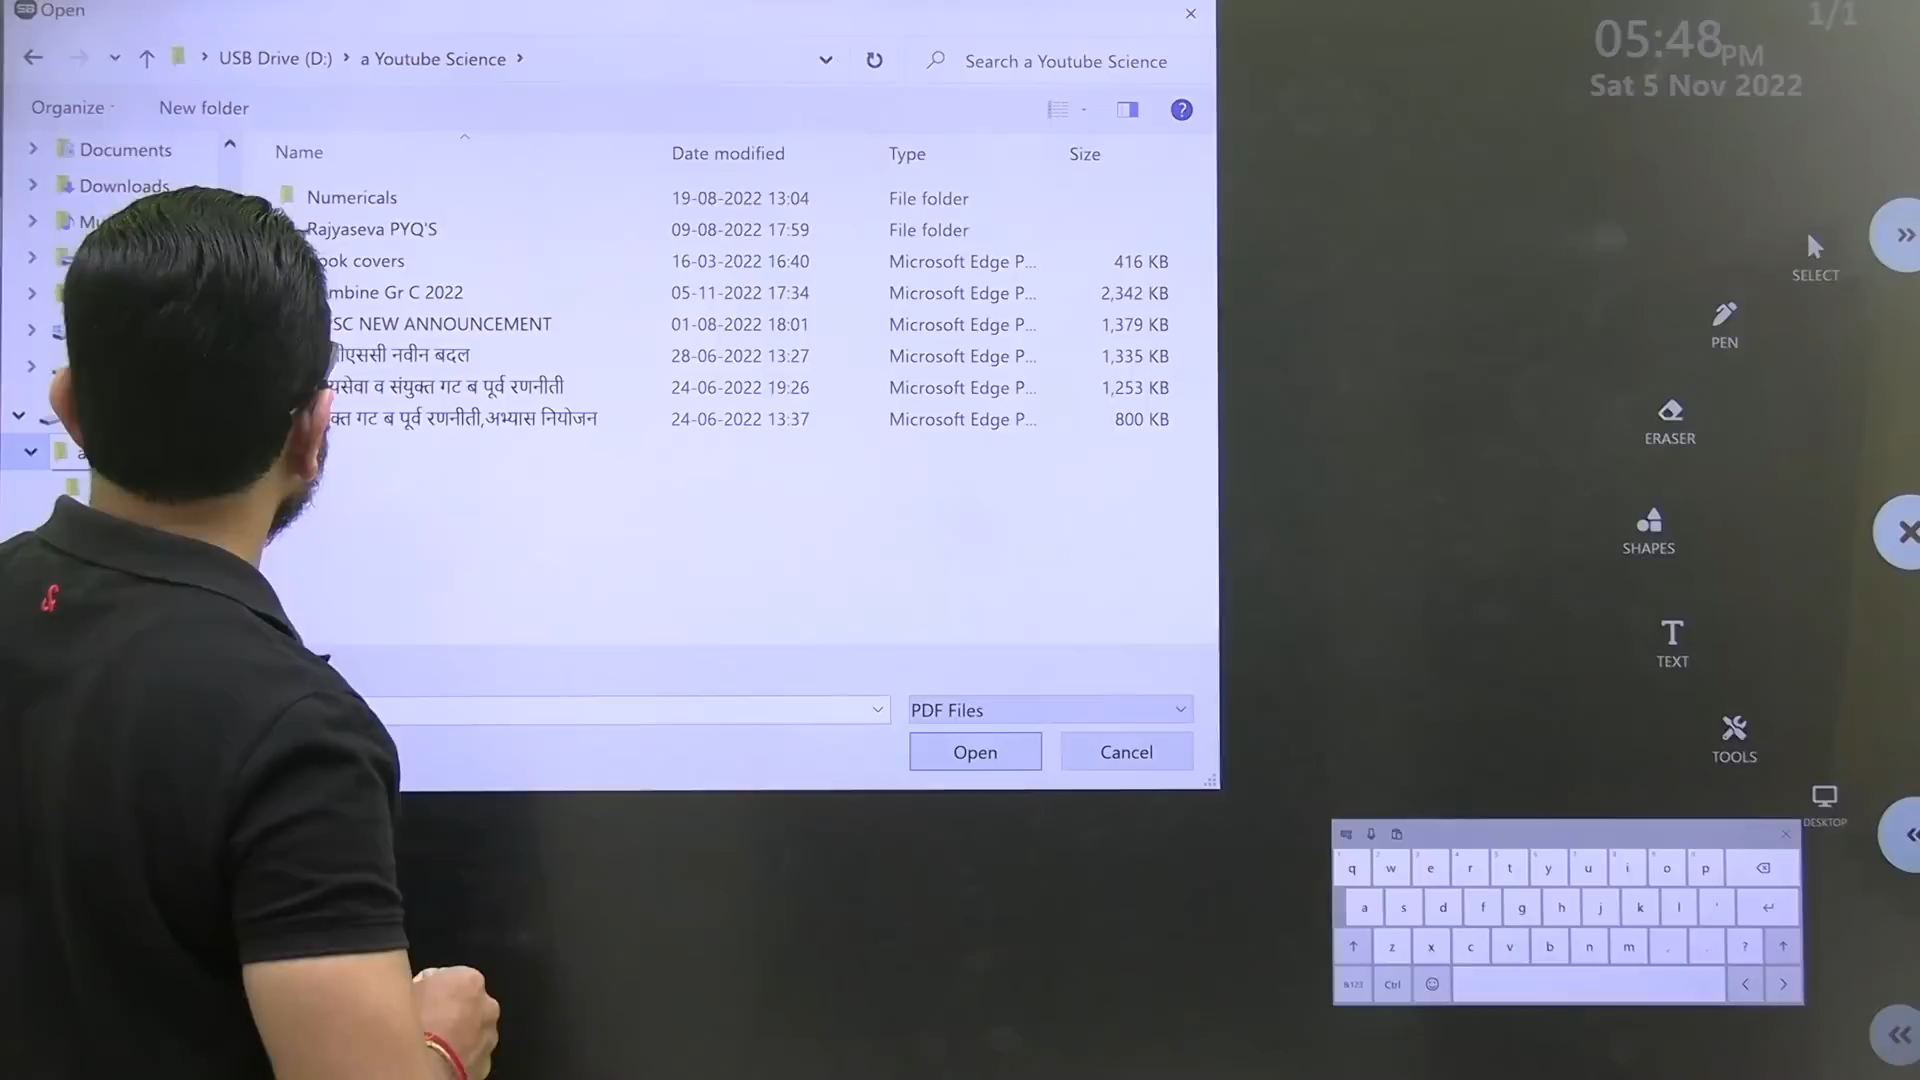 Open
1/1
05:48 PM
Sat 5 Nov 2022
USB Drive (D:) > a Youtube Science >
Search a Youtube Science
Organize
New folder
?
Documents
Downloads
Name Date modified Type Size
Numericals 19-08-2022 13:04 File folder
Rajyaseva PYQ'S 09-08-2022 17:59 File folder
ook covers 16-03-2022 16:40 Microsoft Edge P... 416 KB
mbine Gr C 2022 05-11-2022 17:34 Microsoft Edge P... 2,342 KB
SC NEW ANNOUNCEMENT 01-08-2022 18:01 Microsoft Edge P... 1,379 KB
पीएससी नवीन बदल 28-06-2022 13:27 Microsoft Edge P... 1,335 KB
यसेवा व संयुक्त गट ब पूर्व रणनीती 24-06-2022 19:26 Microsoft Edge P... 1,253 KB
क्त गट ब पूर्व रणनीती,अभ्यास नियोजन 24-06-2022 13:37 Microsoft Edge P... 800 KB
PDF Files
Open
Cancel
SELECT
PEN
ERASER
SHAPES
T
TEXT
TOOLS
DESKTOP
q w e r t y u i o p
a s d f g h j k l '
z x c v b n m , . ?
&123 Ctrl